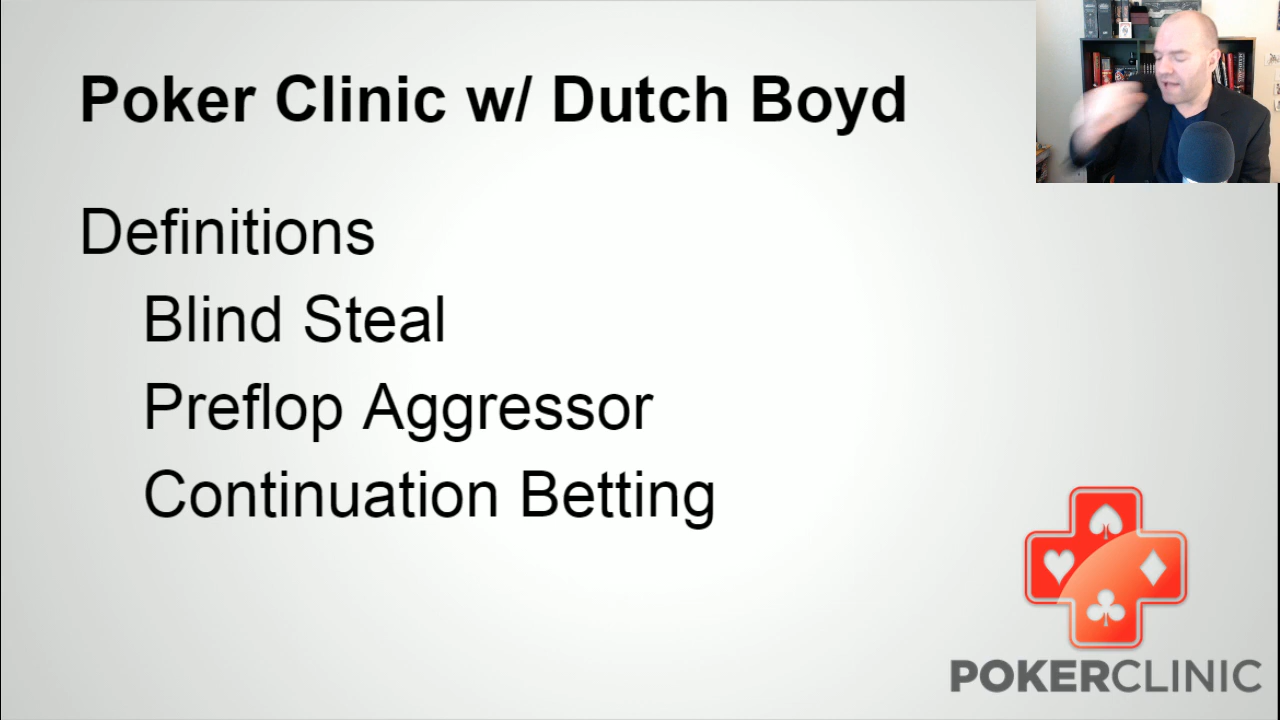 Poker Clinic w/ Dutch Boyd
Definitions
Blind Steal
Preflop Aggressor
Continuation Betting
POKERCLINIC